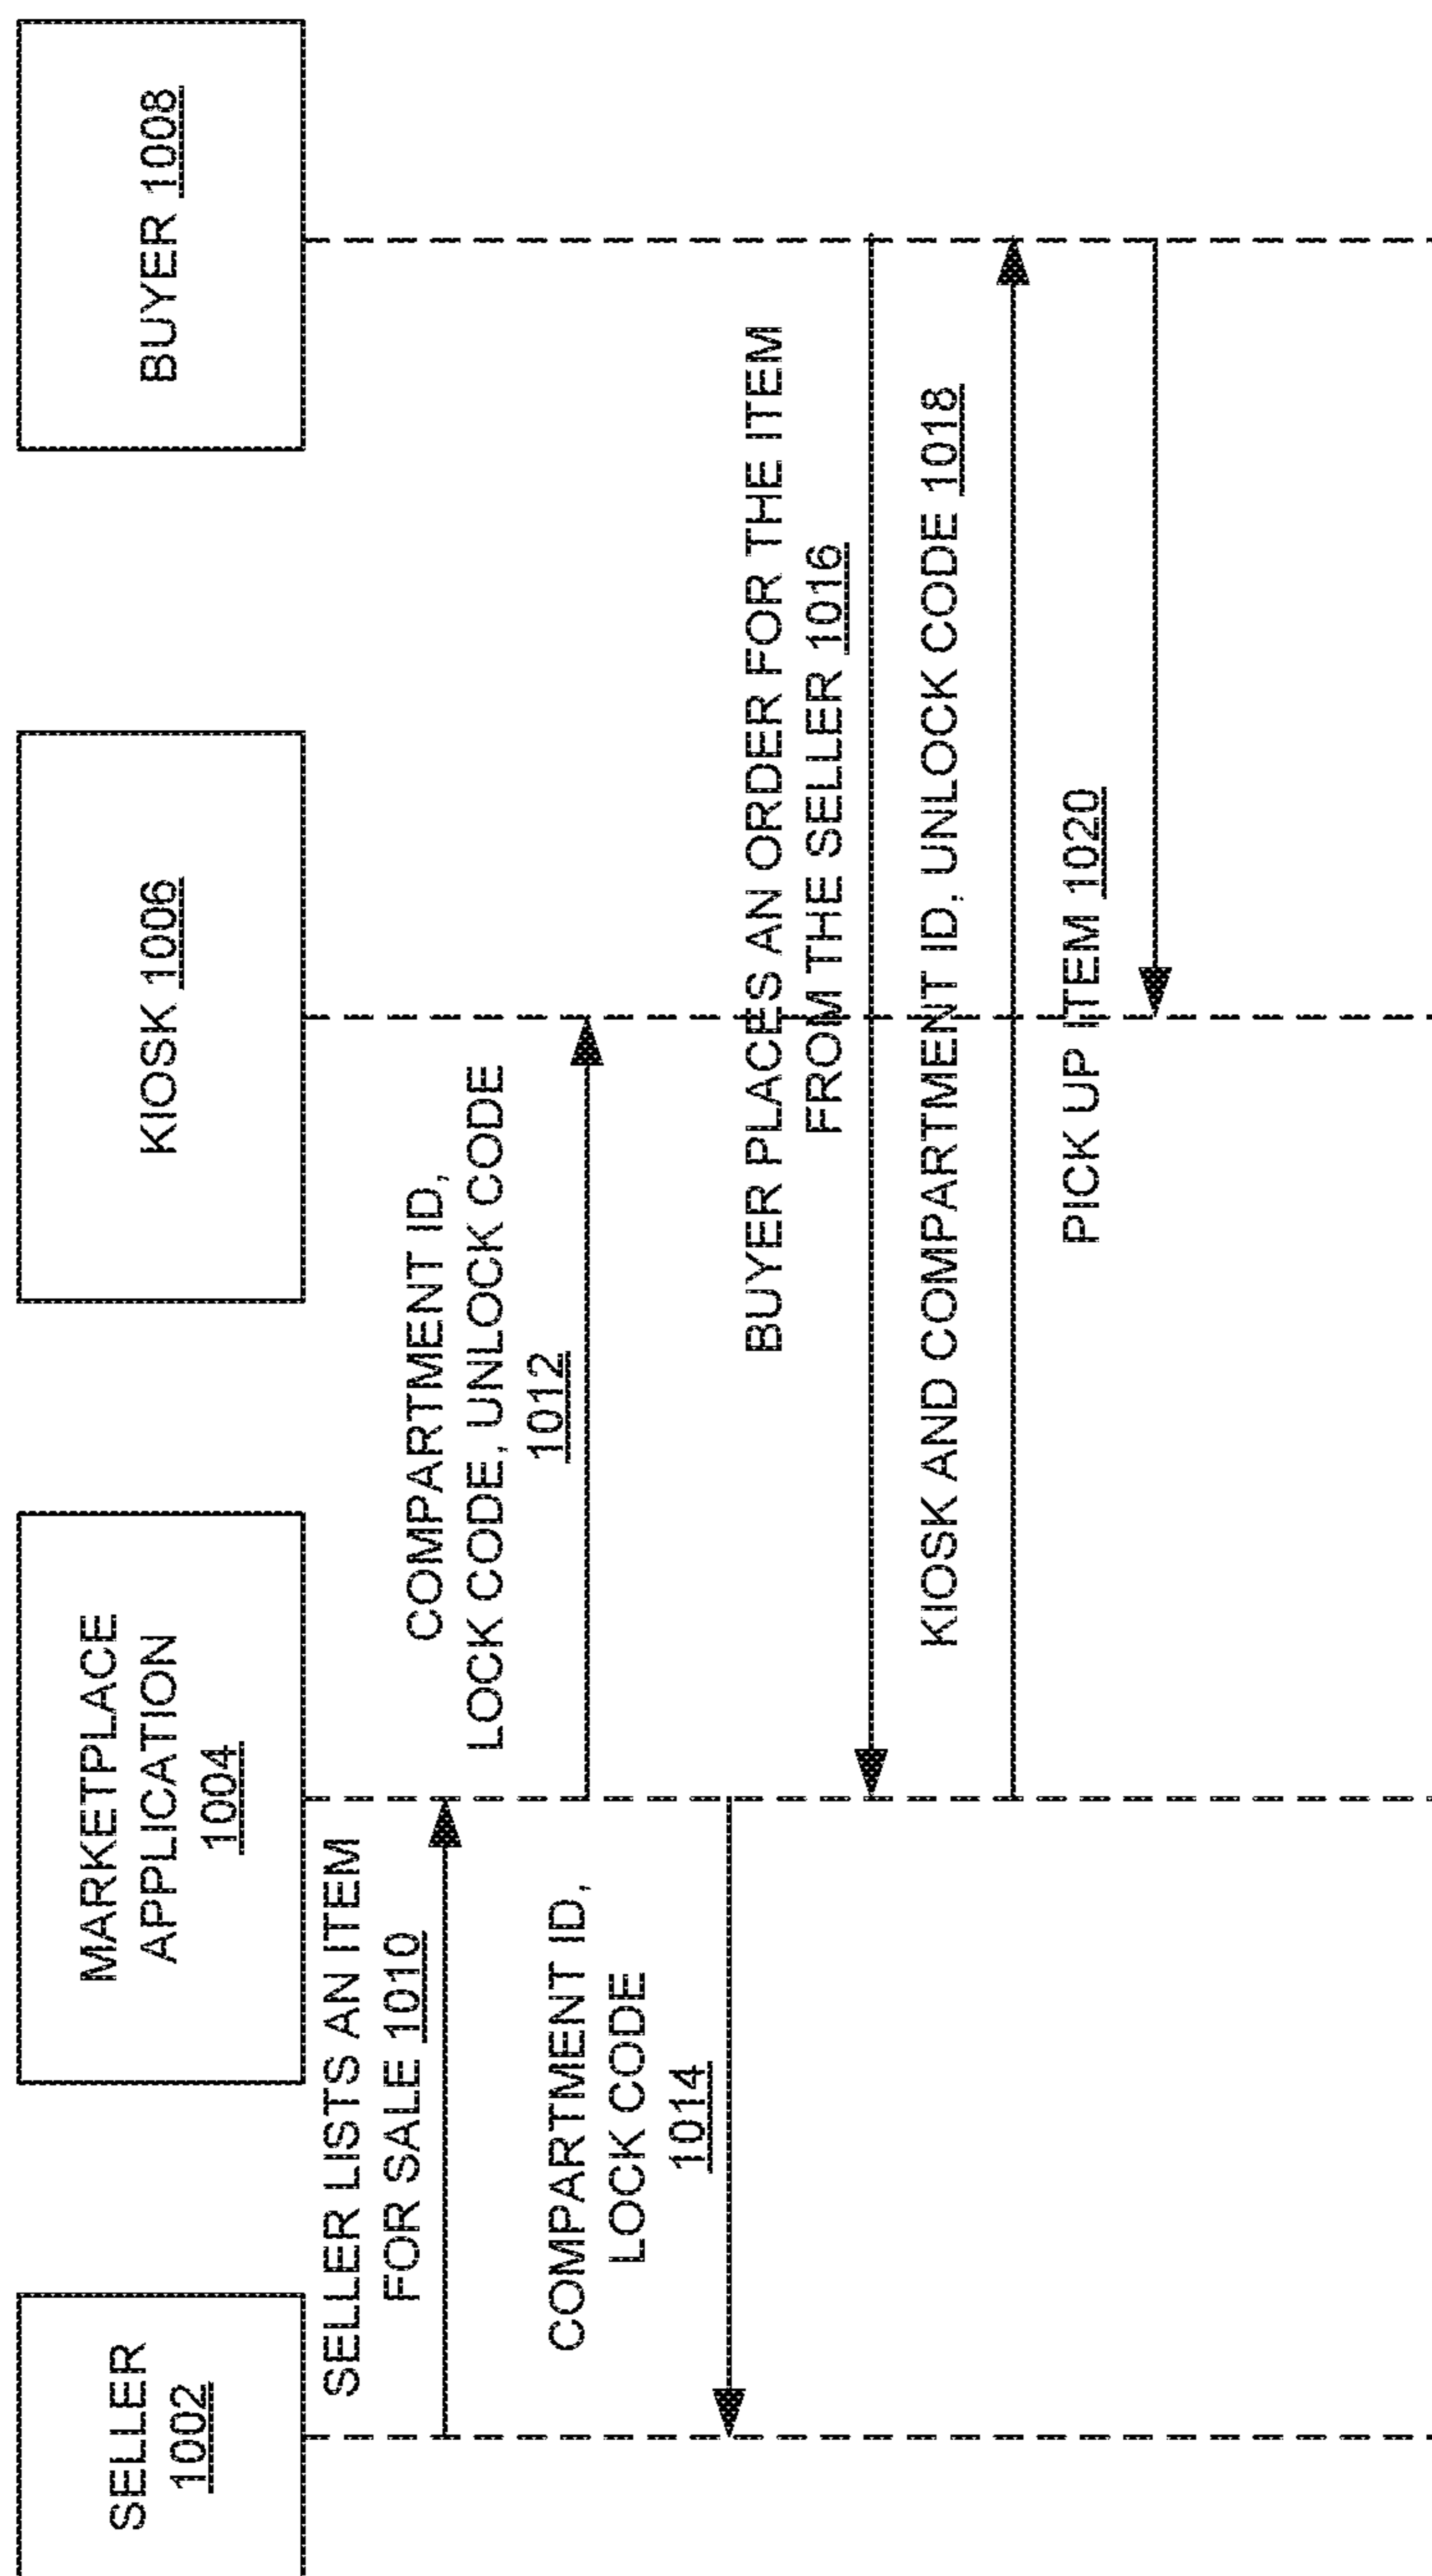 SELLER
1002
MARKETPLACE
APPLICATION
1004
KIOSK 1006
BUYER 1008
SELLER LISTS AN ITEM
FOR SALE 1010
COMPARTMENT ID,
LOCK CODE, UNLOCK CODE
1012
COMPARTMENT ID,
LOCK CODE
1014
BUYER PLACES AN ORDER FOR THE ITEM
FROM THE SELLER 1016
KIOSK AND COMPARTMENT ID, UNLOCK CODE 1018
PICK UP ITEM 1020